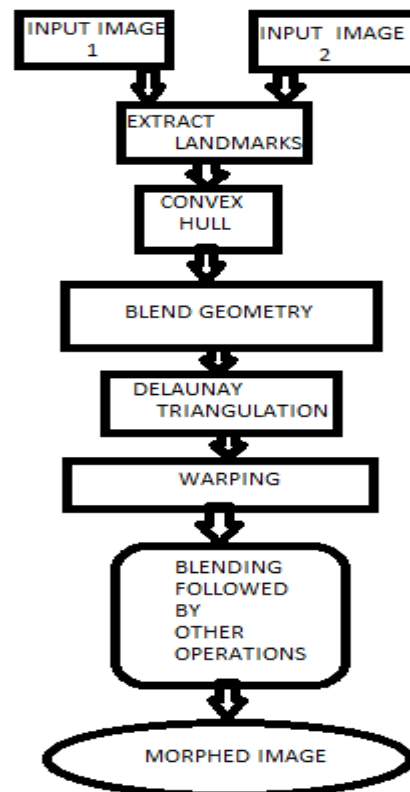 INPUT IMAGE
1
INPUT IMAGE
2
EXTRACT
LANDMARKS
CONVEX
HULL
BLEND GEOMETRY
DELAUNAY
TRIANGULATION
WARPING
BLENDING
FOLLOWED
BY
OTHER
OPERATIONS
MORPHED IMAGE